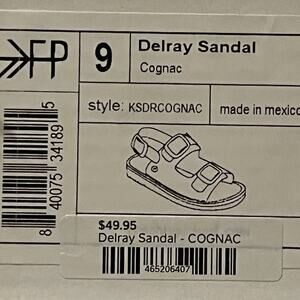 FP
9
Delray Sandal
Cognac
style: KSDRCOGNAC
made in mexico
8 40075 34189 5
$49.95
Delray Sandal - COGNAC
465206407